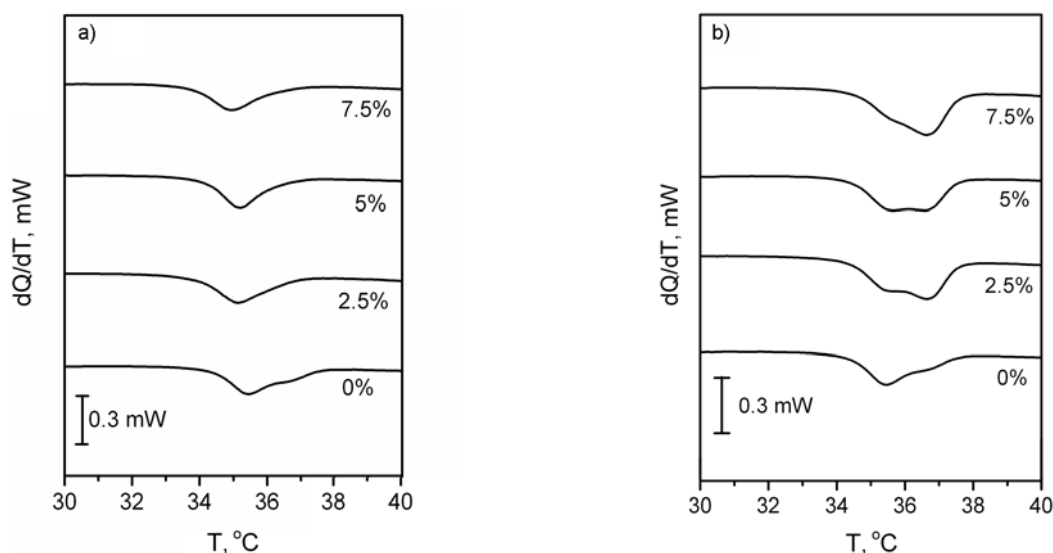 a)
7.5%
5%
2.5%
0%
0.3 mW
dQ/dT, mW
30 32 34 36 38 40
T, °C
b)
7.5%
5%
2.5%
0%
0.3 mW
dQ/dT, mW
30 32 34 36 38 40
T, °C